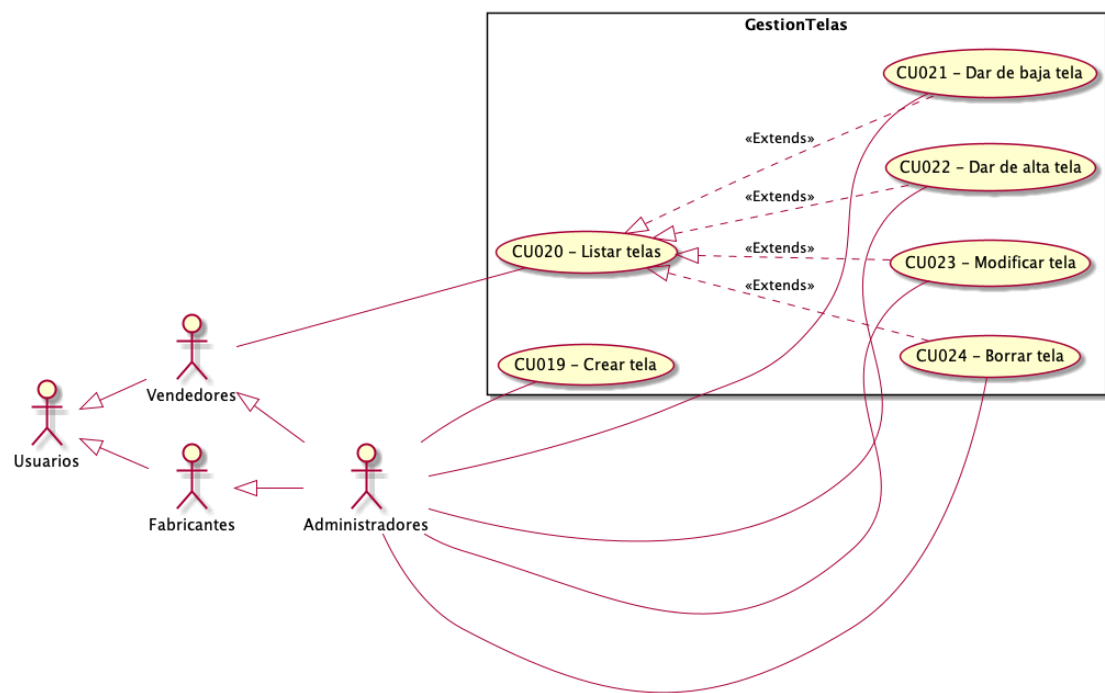 GestionTelas
CU021 – Dar de baja tela
«Extends»
CU022 – Dar de alta tela
«Extends»
CU020 – Listar telas
«Extends»
CU023 – Modificar tela
«Extends»
CU019 – Crear tela
CU024 – Borrar tela
Vendedores
Usuarios
Fabricantes
Administradores